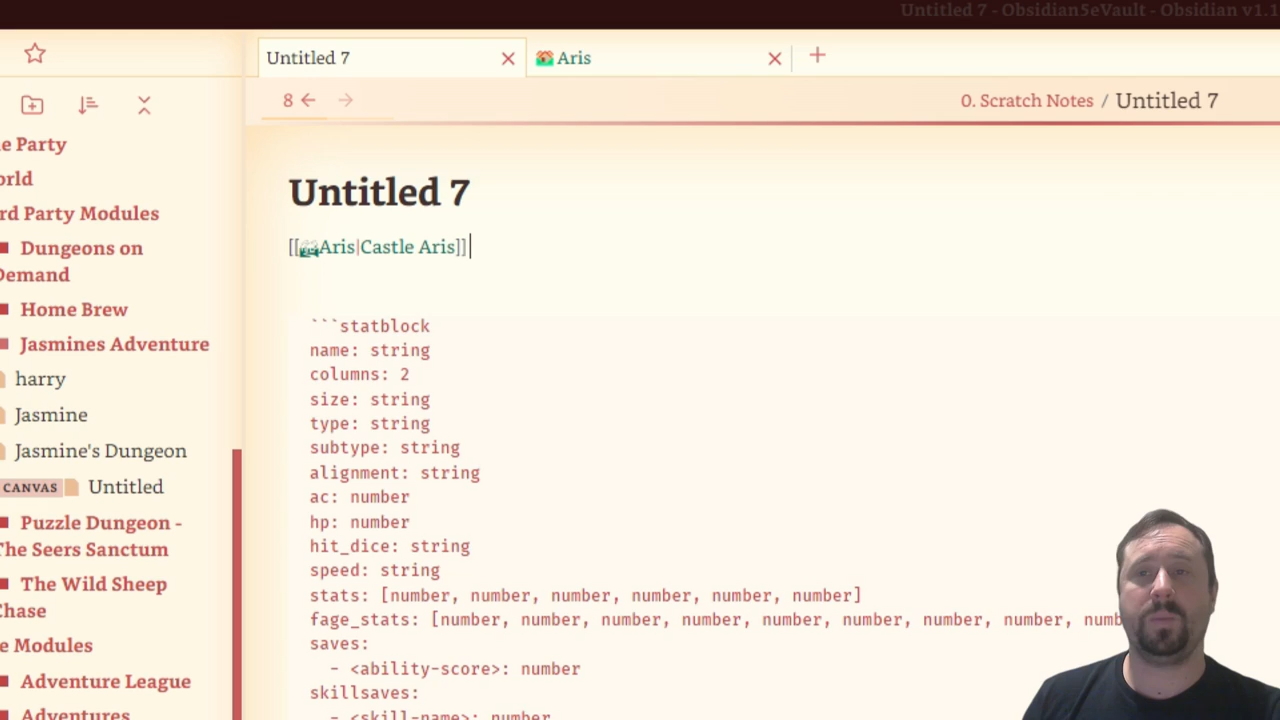 Untitled 7 - Obsidian5eVault - Obsidian v1.1
Untitled 7
Aris
8
0. Scratch Notes / Untitled 7
e Party
orld
rd Party Modules
Dungeons on
Demand
Home Brew
Jasmines Adventure
harry
Jasmine
Jasmine's Dungeon
CANVAS Untitled
Puzzle Dungeon -
The Seers Sanctum
The Wild Sheep
Chase
e Modules
Adventure League
Adventures
Untitled 7
[[Aris|Castle Aris]]
```statblock
name: string
columns: 2
size: string
type: string
subtype: string
alignment: string
ac: number
hp: number
hit_dice: string
speed: string
stats: [number, number, number, number, number, number]
fage_stats: [number, number, number, number, number, number, number, number, numb
saves:
- <ability-score>: number
skillsaves:
- <skill-name>: number